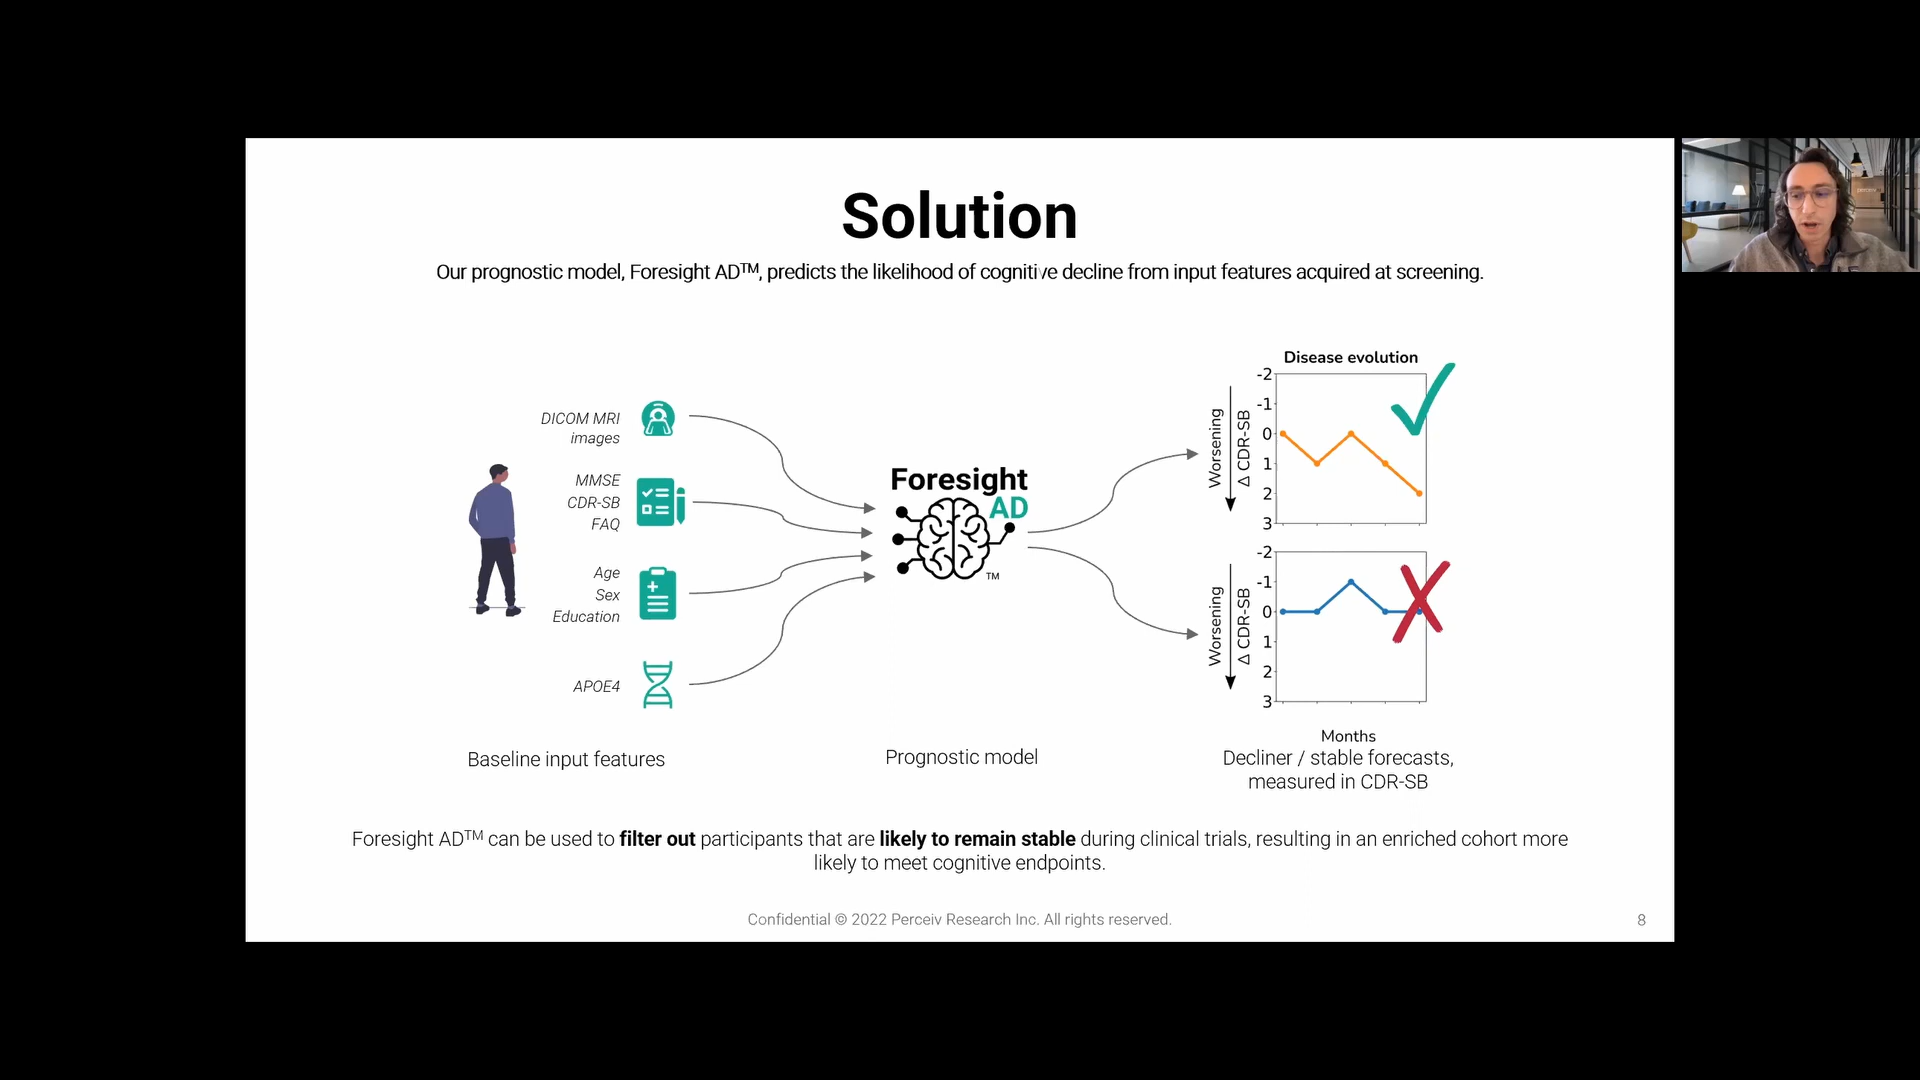 Solution
Our prognostic model, Foresight AD™, predicts the likelihood of cognitive decline from input features acquired at screening.
DICOM MRI
images
MMSE
CDR-SB
FAQ
Age
Sex
Education
APOE4
Baseline input features
Foresight
AD
TM
Prognostic model
Disease evolution
Worsening
Δ CDR-SB
-2
-1
0
1
2
3
Worsening
Δ CDR-SB
-2
-1
0
1
2
3
Months
Decliner / stable forecasts,
measured in CDR-SB
Foresight AD™ can be used to filter out participants that are likely to remain stable during clinical trials, resulting in an enriched cohort more
likely to meet cognitive endpoints.
Confidential © 2022 Perceiv Research Inc. All rights reserved.
8